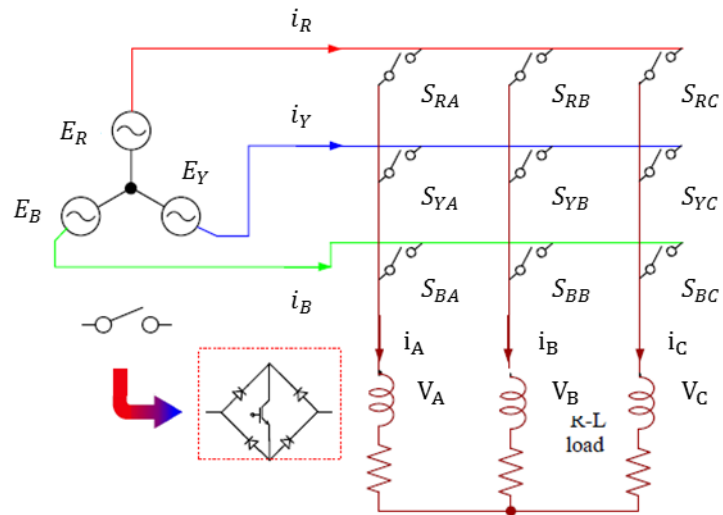 i_R
S_RA S_RB S_RC
E_R
i_Y
E_Y
S_YA S_YB S_YC
E_B
i_B
S_BA S_BB S_BC
i_A i_B i_C
V_A V_B V_C
R-L
load